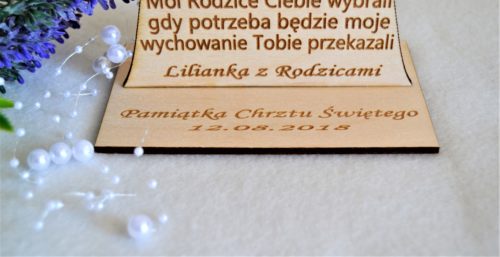 Moi Rodzice Ciebie wybrali
gdy potrzeba będzie moje
wychowanie Tobie przekazali
Lilianka z Rodzicami
Pamiątka Chrztu Świętego
12.08.2018